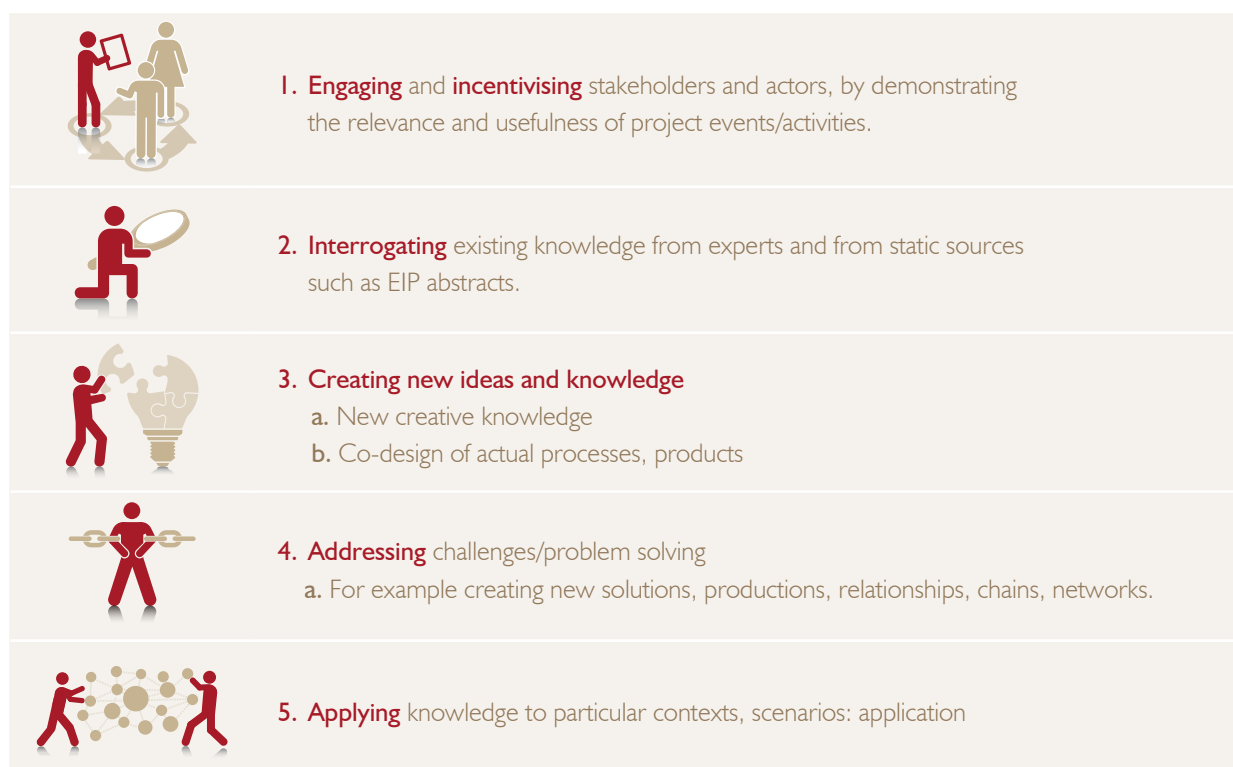 1. Engaging and incentivising stakeholders and actors, by demonstrating
the relevance and usefulness of project events/activities.
2. Interrogating existing knowledge from experts and from static sources
such as EIP abstracts.
3. Creating new ideas and knowledge
a. New creative knowledge
b. Co-design of actual processes, products
4. Addressing challenges/problem solving
a. For example creating new solutions, productions, relationships, chains, networks.
5. Applying knowledge to particular contexts, scenarios: application